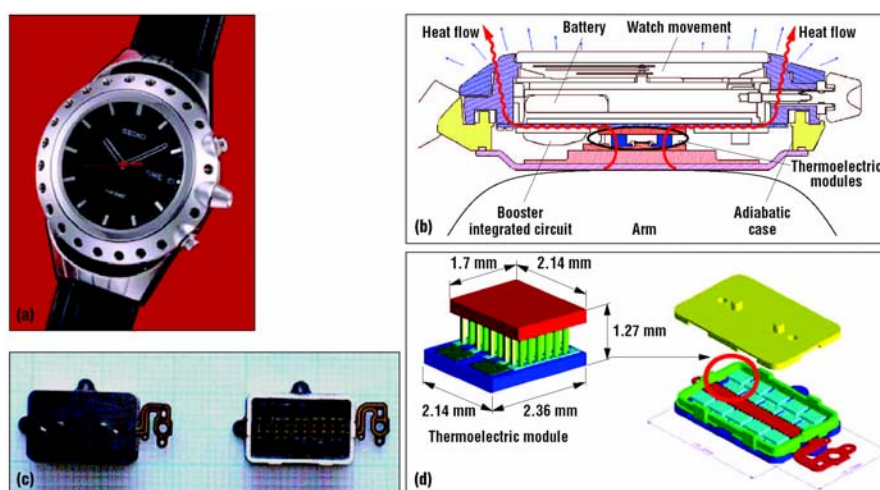 SEIKO
(a)
Heat flow
Battery
Watch movement
Heat flow
Booster
integrated circuit
Arm
Thermoelectric
modules
Adiabatic
case
(b)
(c)
1.7 mm
2.14 mm
1.27 mm
2.14 mm
2.36 mm
Thermoelectric module
(d)